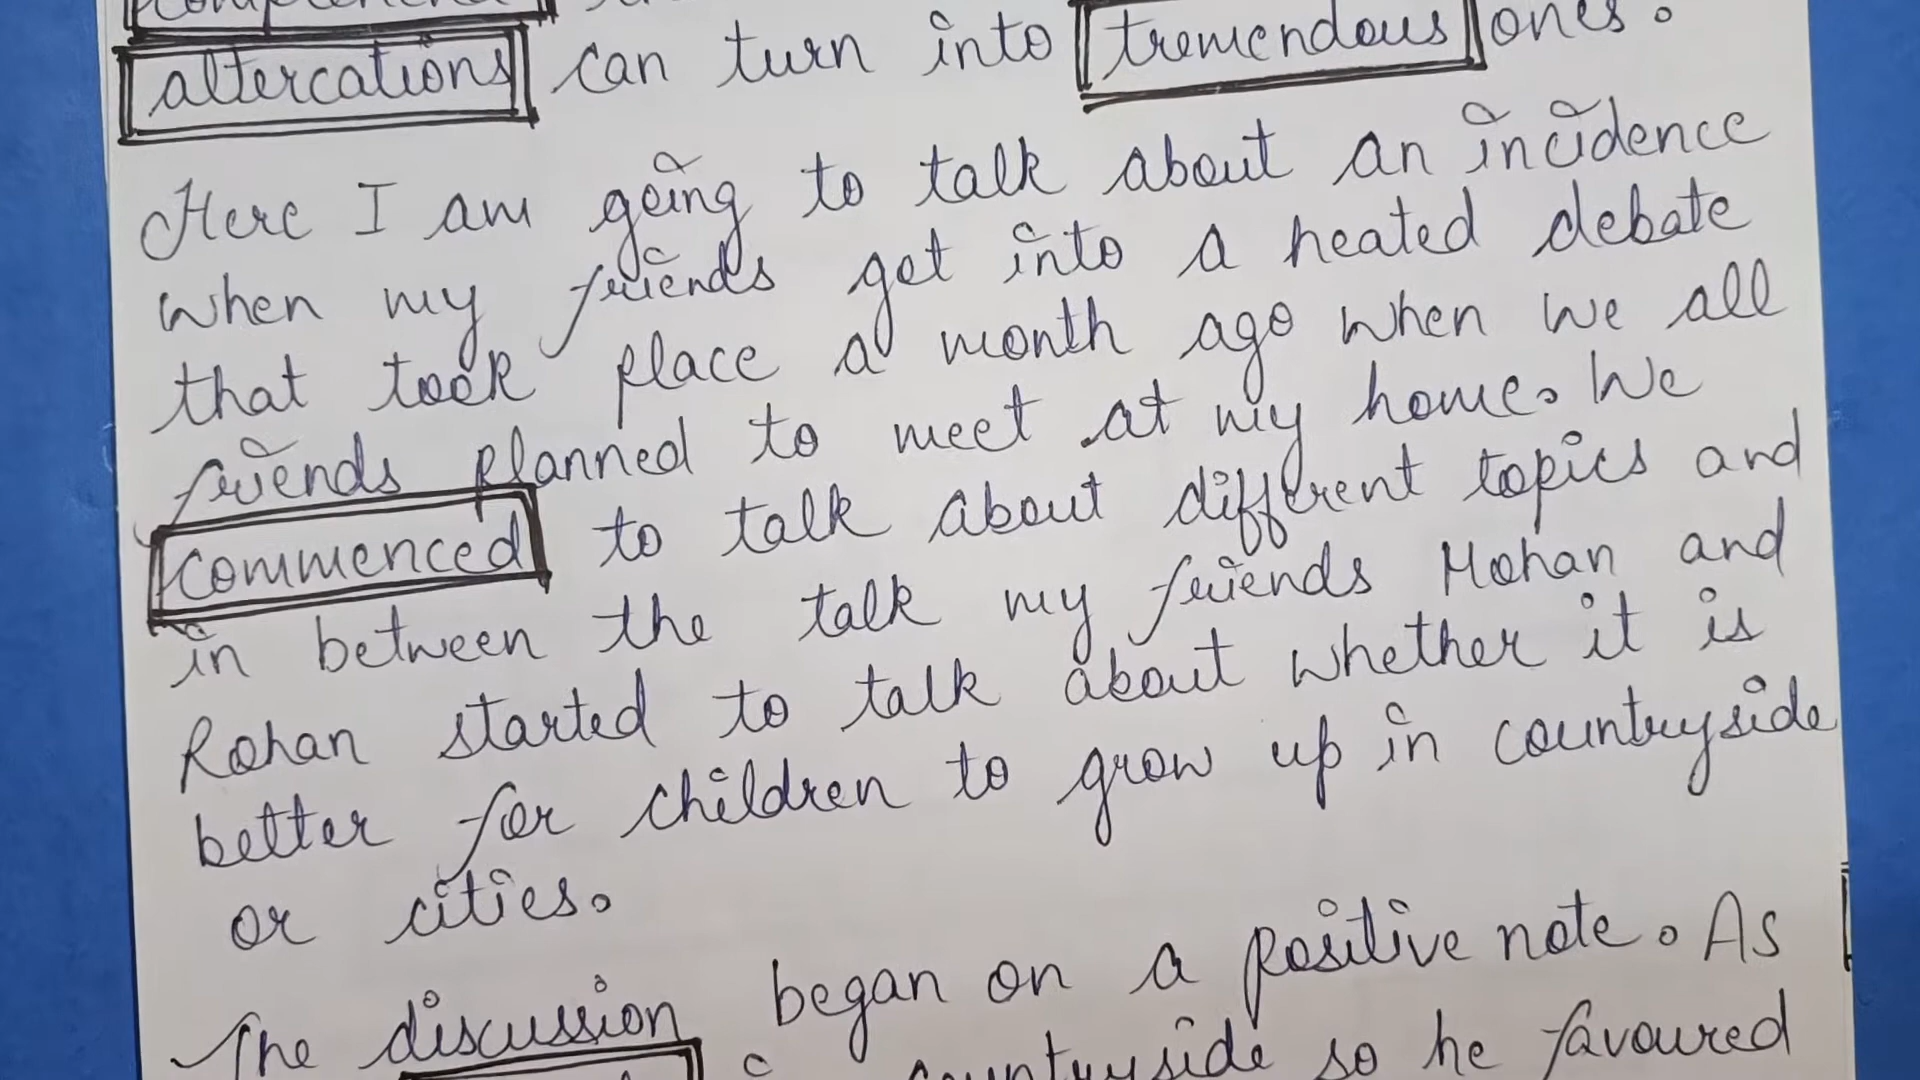 altercations can turn into tremendous ones.
Here I am going to talk about an incidence
when my friends get into a heated debate
that took place a month ago when we all
friends planned to meet at my home. We
commenced to talk about different topics and
in between the talk my friends Mohan and
Rohan started to talk about whether it is
better for children to grow up in countryside
or cities.
The discussion began on a positive note. As
countryside so he favoured